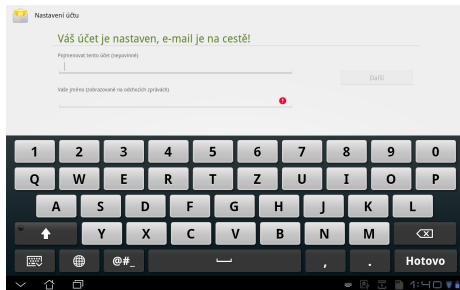 Nastavení účtu
Váš účet je nastaven, e-mail je na cestě!
Pojmenovat tento účet (nepovinné)
Další
Vaše jméno (zobrazované na odchozích zprávách)
1 2 3 4 5 6 7 8 9 0
Q W E R T Z U I O P
A S D F G H J K L
Y X C V B N M
@#_ , . Hotovo
1:40